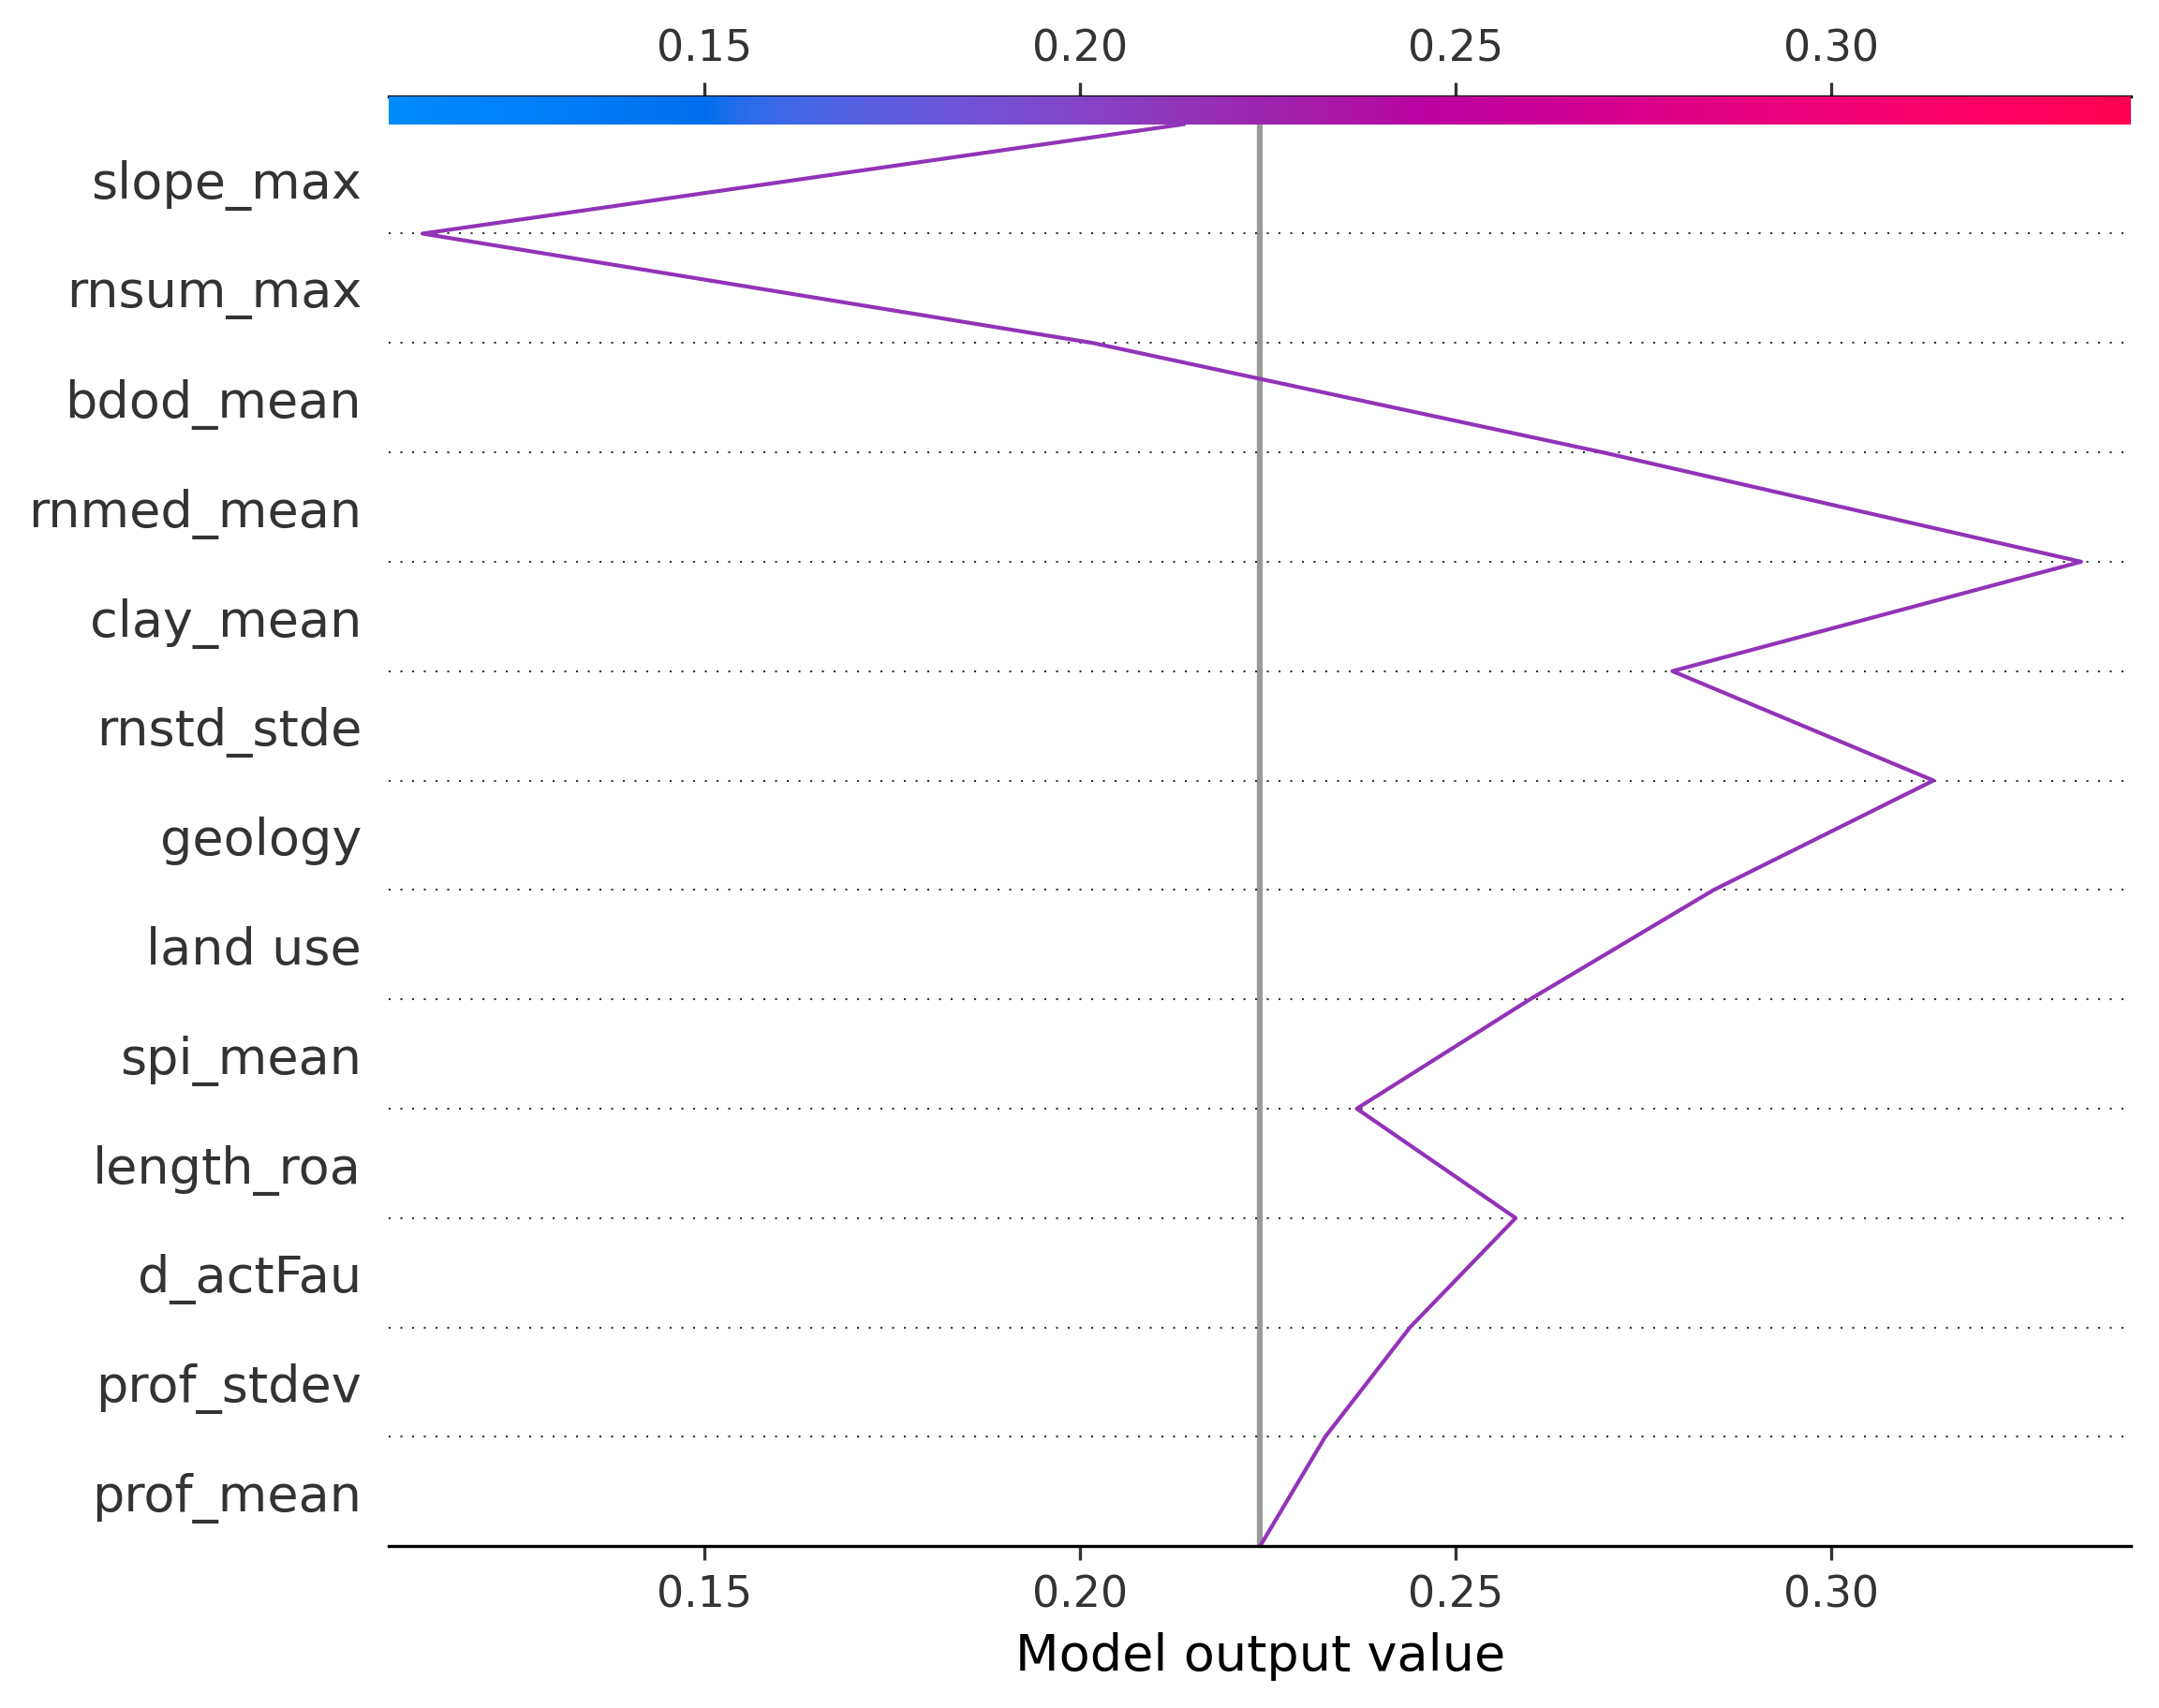 0.15 0.20 0.25 0.30
slope_max
rnsum_max
bdod_mean
rnmed_mean
clay_mean
rnstd_stde
geology
land use
spi_mean
length_roa
d_actFau
prof_stdev
prof_mean
0.15 0.20 0.25 0.30
Model output value